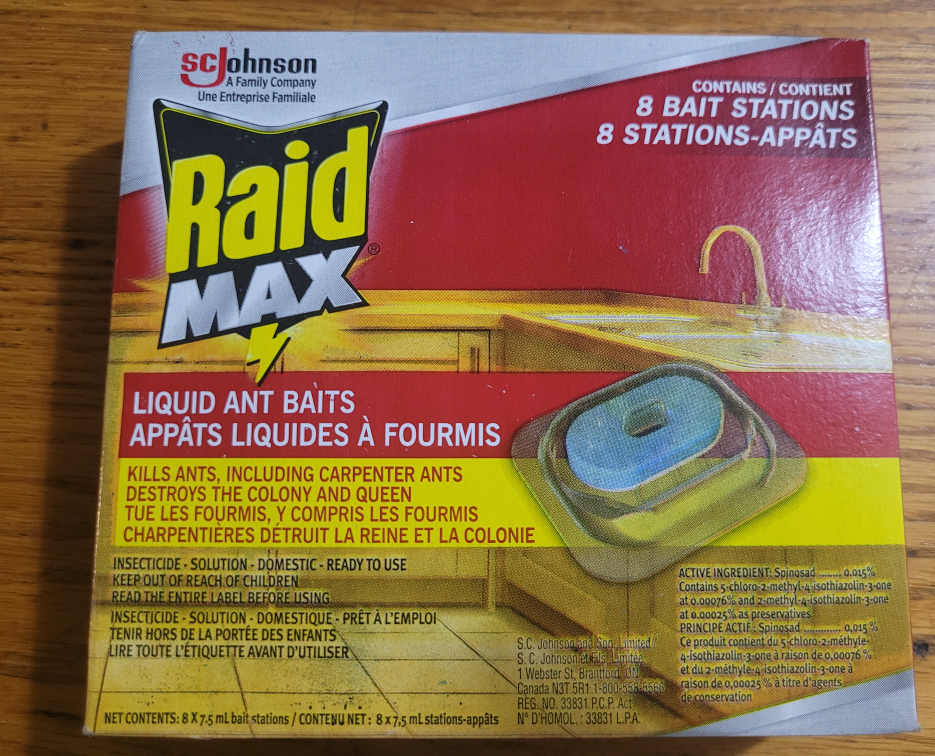 SC Johnson
A Family Company
Une Entreprise Familiale
CONTAINS / CONTIENT
8 BAIT STATIONS
8 STATIONS-APPÂTS
Raid
®
MAX
LIQUID ANT BAITS
APPÂTS LIQUIDES À FOURMIS
KILLS ANTS, INCLUDING CARPENTER ANTS
DESTROYS THE COLONY AND QUEEN
TUE LES FOURMIS, Y COMPRIS LES FOURMIS
CHARPENTIÈRES DÉTRUIT LA REINE ET LA COLONIE
INSECTICIDE - SOLUTION - DOMESTIC - READY TO USE
KEEP OUT OF REACH OF CHILDREN
READ THE ENTIRE LABEL BEFORE USING
INSECTICIDE - SOLUTION - DOMESTIQUE - PRÊT À L'EMPLOI
TENIR HORS DE LA PORTÉE DES ENFANTS
LIRE TOUTE L'ÉTIQUETTE AVANT D'UTILISER
ACTIVE INGREDIENT: Spinosad ........ 0.015%
Contains 5-chloro-2-methyl-4-isothiazolin-3-one
at 0.00076% and 2-methyl-4-isothiazolin-3-one
at 0.00025% as preservatives
PRINCIPE ACTIF : Spinosad ............. 0,015 %
Ce produit contient du 5-chloro-2-méthyle-
4-isothiazolin-3-one à raison de 0,00076 %
et du 2-méthyle-4-isothiazolin-3-one à
raison de 0,00025 % à titre d'agents
de conservation
S.C. Johnson and Son, Limited /
S. C. Johnson et Fils, Limitée
1 Webster St, Brantford, ON
Canada N3T 5R1 1-800-558-5566
REG. NO. 33831 P.C.P. Act
N° D'HOMOL. : 33831 L.P.A.
NET CONTENTS: 8 X 7.5 mL bait stations / CONTENU NET : 8 x 7,5 mL stations-appâts